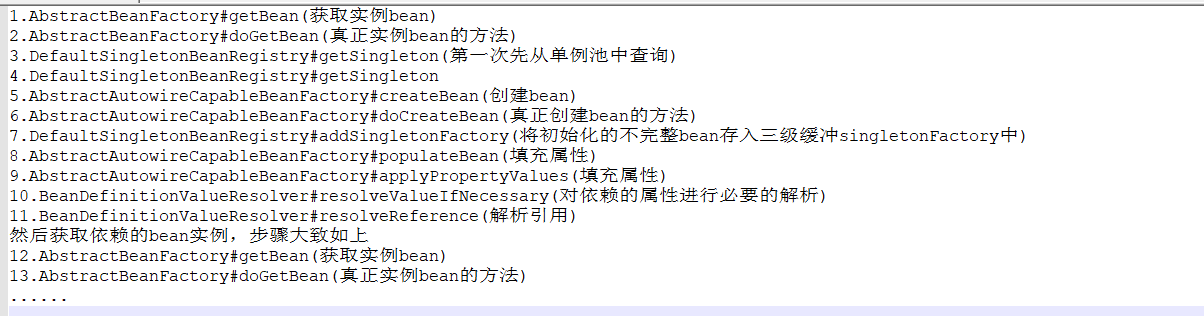 1.AbstractBeanFactory#getBean(获取实例bean)
2.AbstractBeanFactory#doGetBean(真正实例bean的方法)
3.DefaultSingletonBeanRegistry#getSingleton(第一次先从单例池中查询)
4.DefaultSingletonBeanRegistry#getSingleton
5.AbstractAutowireCapableBeanFactory#createBean(创建bean)
6.AbstractAutowireCapableBeanFactory#doCreateBean(真正创建bean的方法)
7.DefaultSingletonBeanRegistry#addSingletonFactory(将初始化的不完整bean存入三级缓冲singletonFactory中)
8.AbstractAutowireCapableBeanFactory#populateBean(填充属性)
9.AbstractAutowireCapableBeanFactory#applyPropertyValues(填充属性)
10.BeanDefinitionValueResolver#resolveValueIfNecessary(对依赖的属性进行必要的解析)
11.BeanDefinitionValueResolver#resolveReference(解析引用)
然后获取依赖的bean实例，步骤大致如上
12.AbstractBeanFactory#getBean(获取实例bean)
13.AbstractBeanFactory#doGetBean(真正实例bean的方法)
......